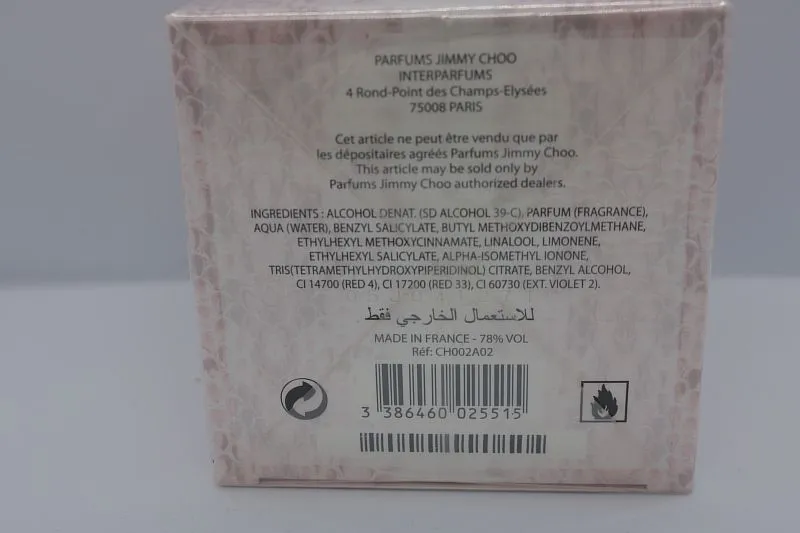 PARFUMS JIMMY CHOO
INTERPARFUMS
4 Rond-Point des Champs-Elysées
75008 PARIS
Cet article ne peut être vendu que par
les dépositaires agréés Parfums Jimmy Choo.
This article may be sold only by
Parfums Jimmy Choo authorized dealers.
INGREDIENTS : ALCOHOL DENAT. (SD ALCOHOL 39-C), PARFUM (FRAGRANCE),
AQUA (WATER), BENZYL SALICYLATE, BUTYL METHOXYDIBENZOYLMETHANE,
ETHYLHEXYL METHOXYCINNAMATE, LINALOOL, LIMONENE,
ETHYLHEXYL SALICYLATE, ALPHA-ISOMETHYL IONONE,
TRIS(TETRAMETHYLHYDROXYPIPERIDINOL) CITRATE, BENZYL ALCOHOL,
CI 14700 (RED 4), CI 17200 (RED 33), CI 60730 (EXT. VIOLET 2).
للاستعمال الخارجي فقط
MADE IN FRANCE - 78% VOL
Réf: CH002A02
3 386460 025515